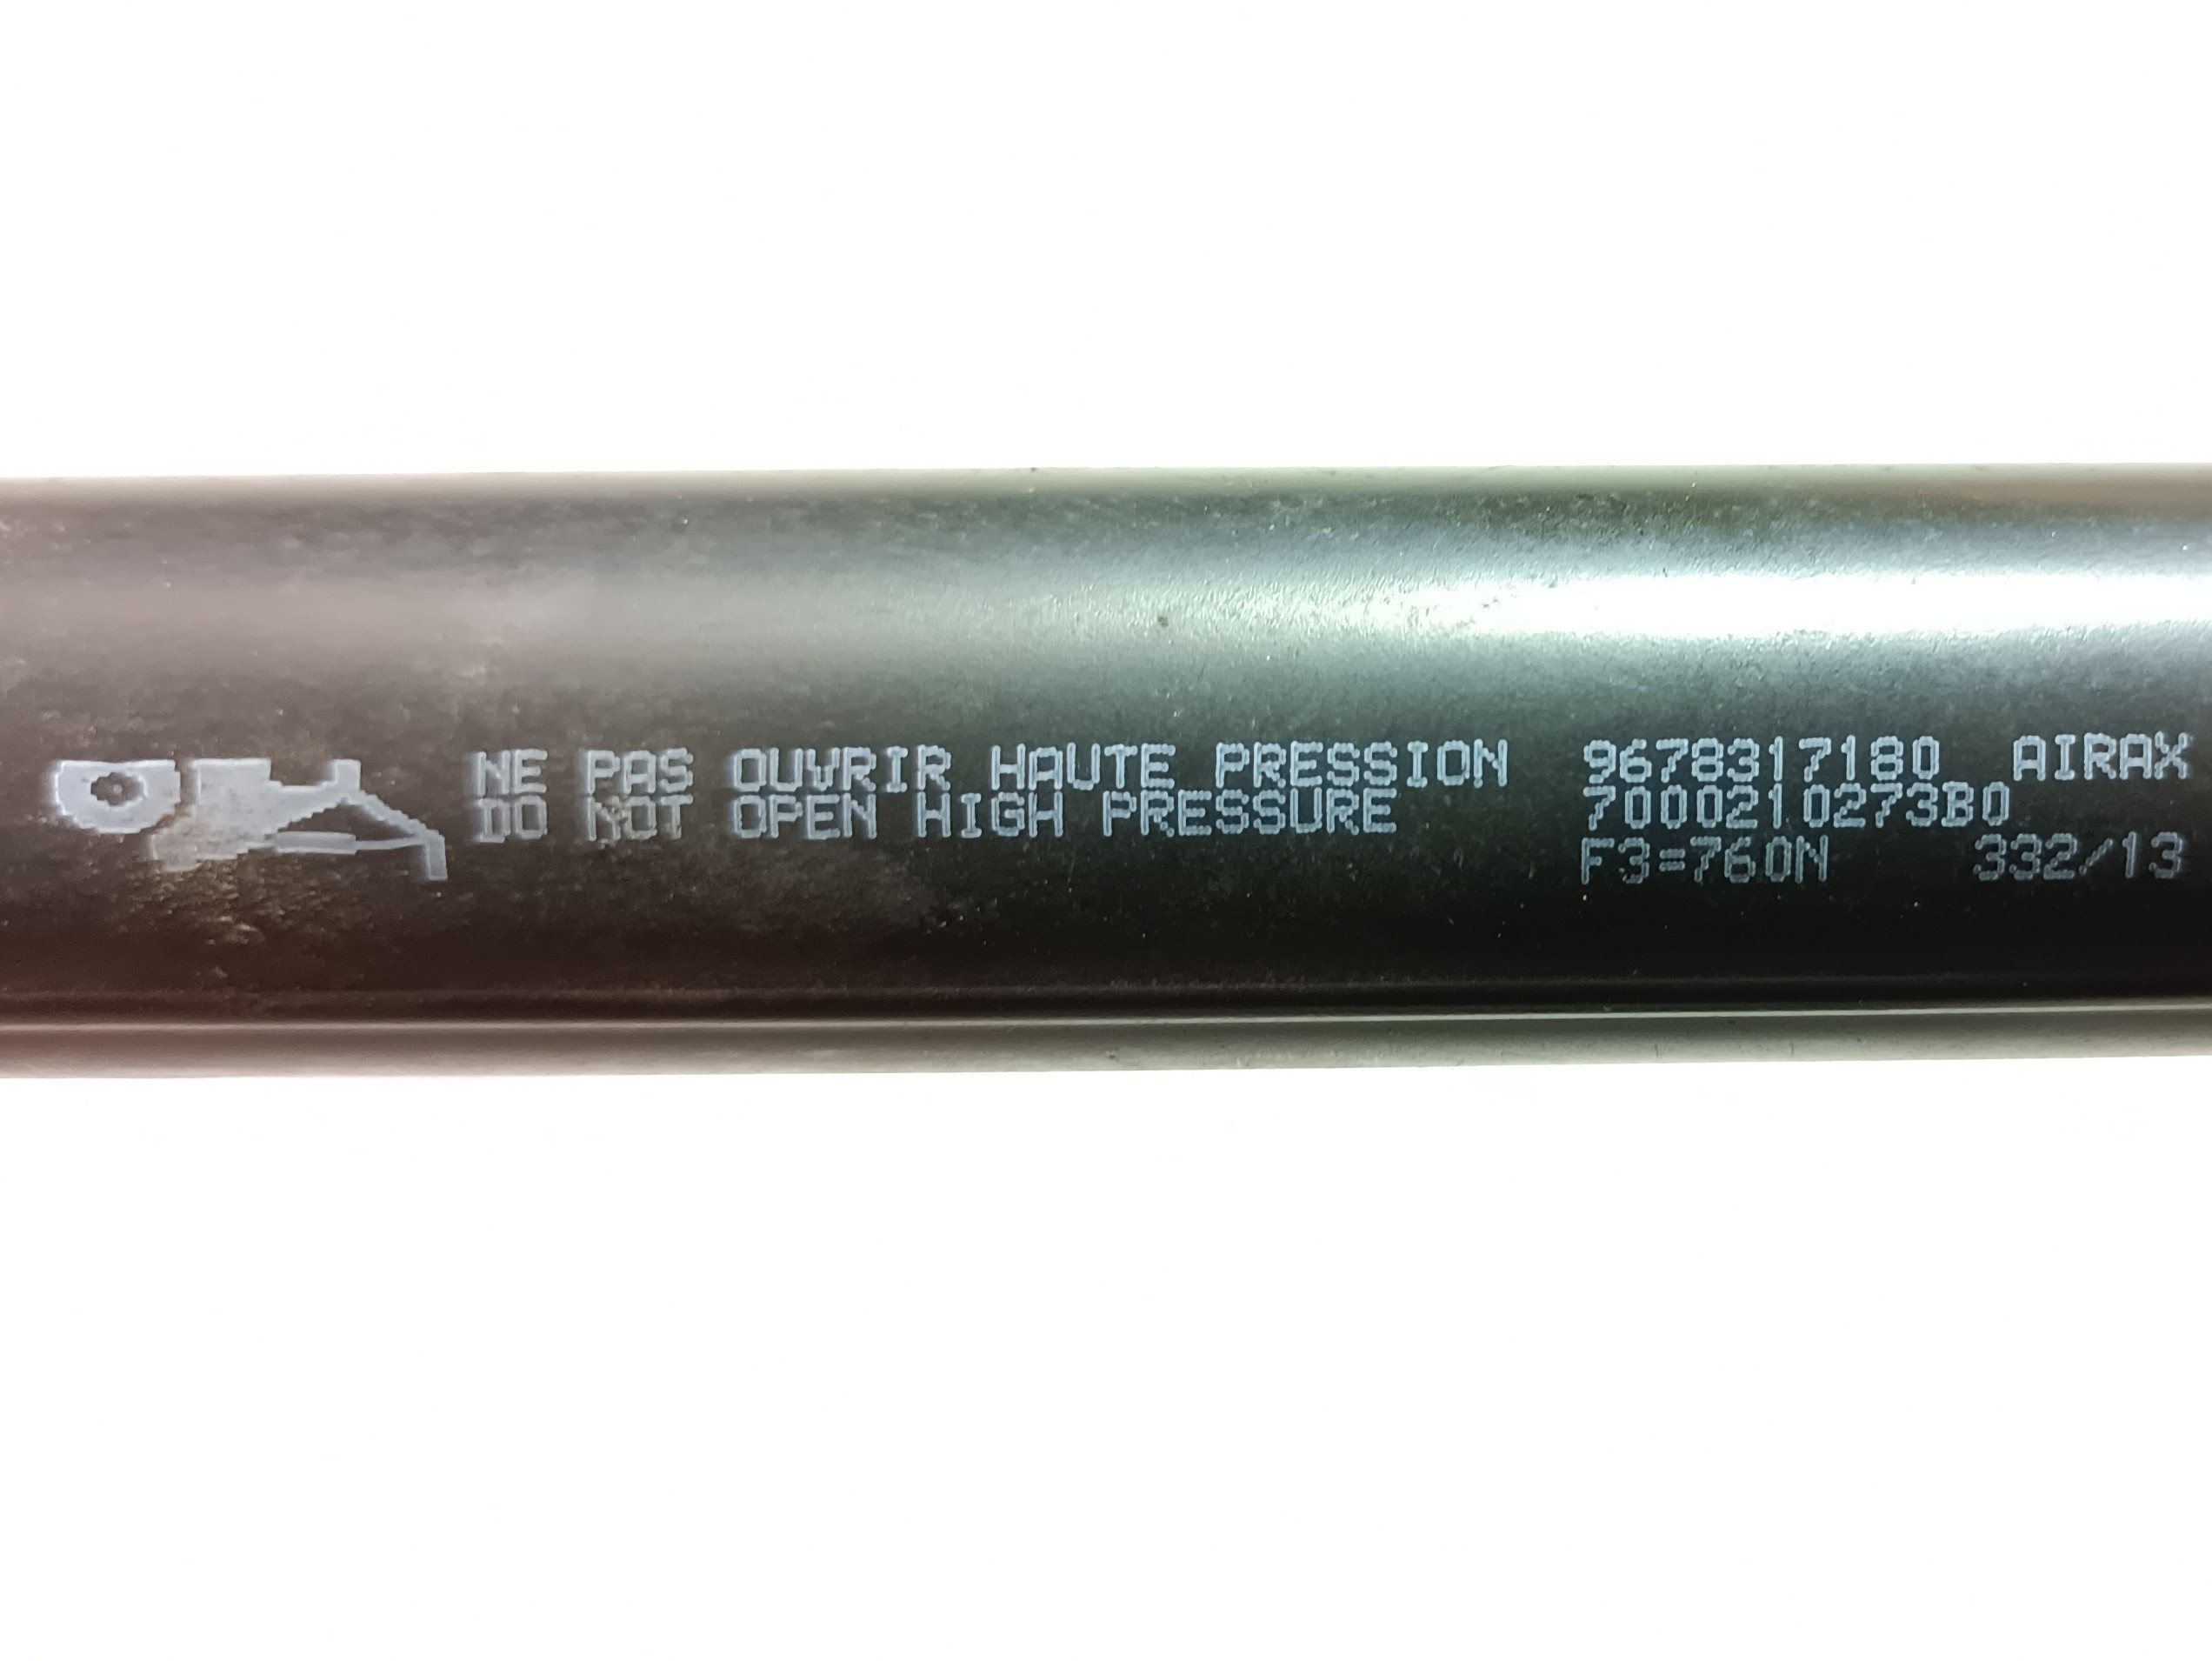 NE PAS OUVRIR HAUTE PRESSION 9678317180 AIRAX
DO NOT OPEN HIGH PRESSURE 7000210273B0
F3=760N 332/13